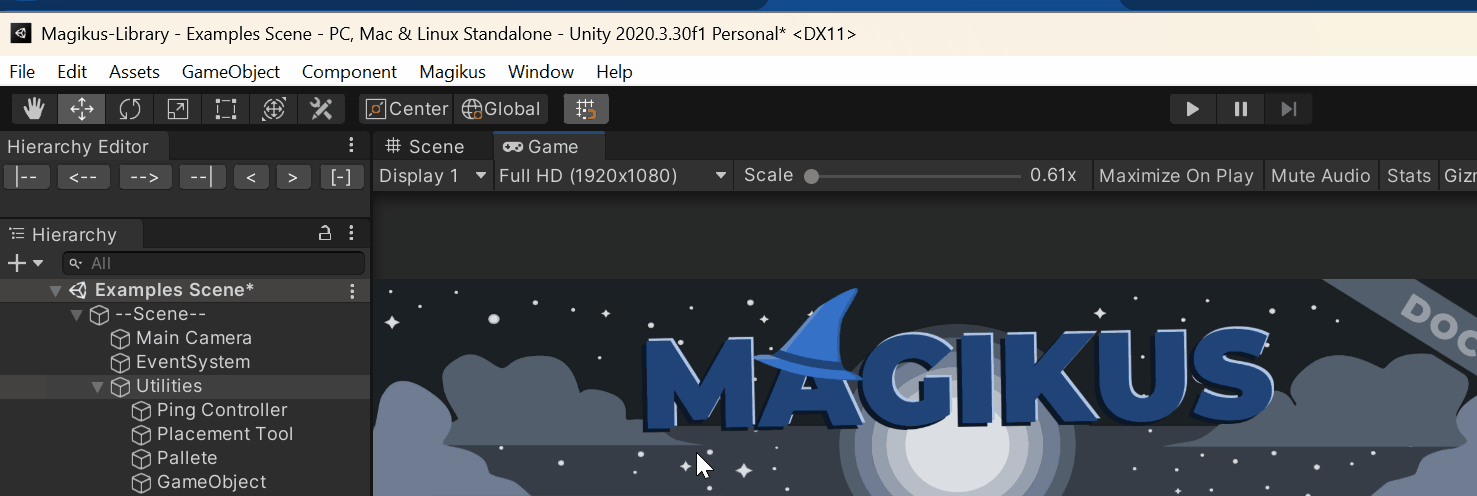 Magikus-Library - Examples Scene - PC, Mac & Linux Standalone - Unity 2020.3.30f1 Personal* <DX11>
File Edit Assets GameObject Component Magikus Window Help
Center Global
Hierarchy Editor
|-- <-- --> --| < > [-]
Scene Game
Display 1 Full HD (1920x1080) Scale 0.61x Maximize On Play Mute Audio Stats
Hierarchy
All
Examples Scene*
--Scene--
Main Camera
EventSystem
Utilities
Ping Controller
Placement Tool
Pallete
GameObject
MAGIKUS